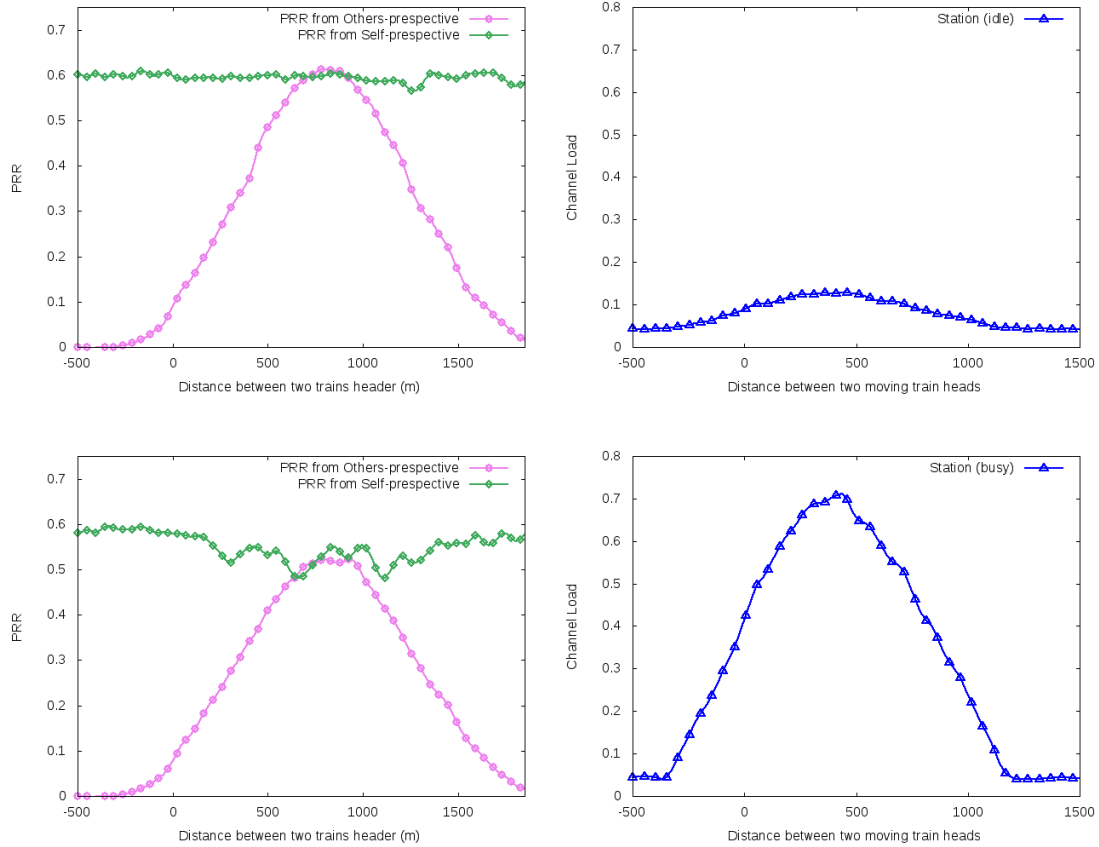 PRR from Others-prespective
PRR from Self-prespective
0.7
0.6
0.5
0.4
0.3
0.2
0.1
0
PRR
-500 0 500 1000 1500
Distance between two trains header (m)
Station (idle)
0.8
0.7
0.6
0.5
0.4
0.3
0.2
0.1
0
Channel Load
-500 0 500 1000 1500
Distance between two moving train heads
PRR from Others-prespective
PRR from Self-prespective
0.7
0.6
0.5
0.4
0.3
0.2
0.1
0
PRR
-500 0 500 1000 1500
Distance between two trains header (m)
Station (busy)
0.8
0.7
0.6
0.5
0.4
0.3
0.2
0.1
0
Channel Load
-500 0 500 1000 1500
Distance between two moving train heads